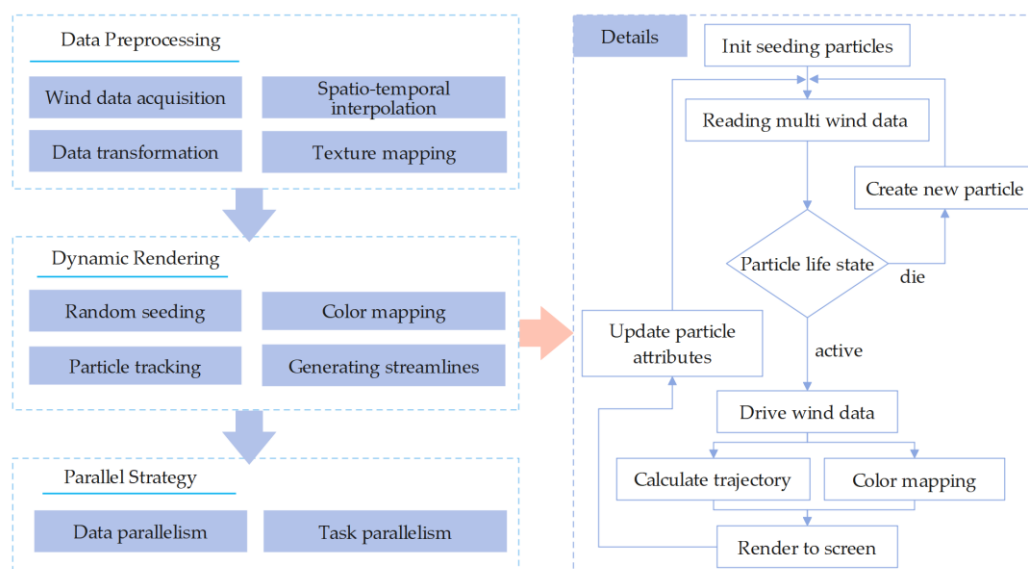 Data Preprocessing
Wind data acquisition
Spatio-temporal
interpolation
Data transformation
Texture mapping
Dynamic Rendering
Random seeding
Color mapping
Particle tracking
Generating streamlines
Parallel Strategy
Data parallelism
Task parallelism
Details
Init seeding particles
Reading multi wind data
Create new particle
Particle life state
die
Update particle
attributes
active
Drive wind data
Calculate trajectory
Color mapping
Render to screen